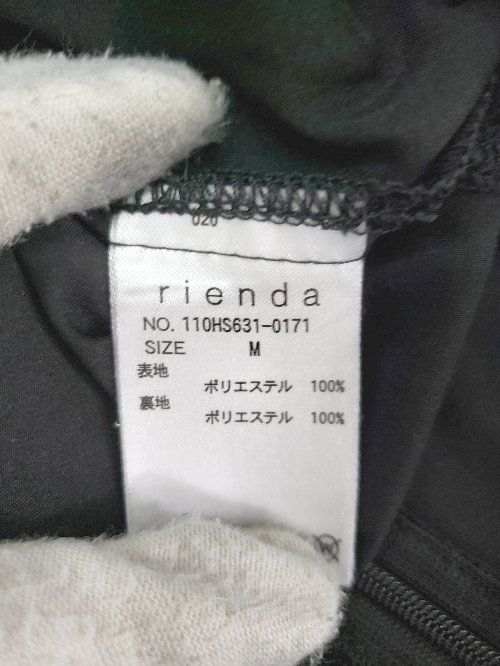 020
rienda
NO. 110HS631-0171
SIZE M
表地
ポリエステル 100%
裏地
ポリエステル 100%
W